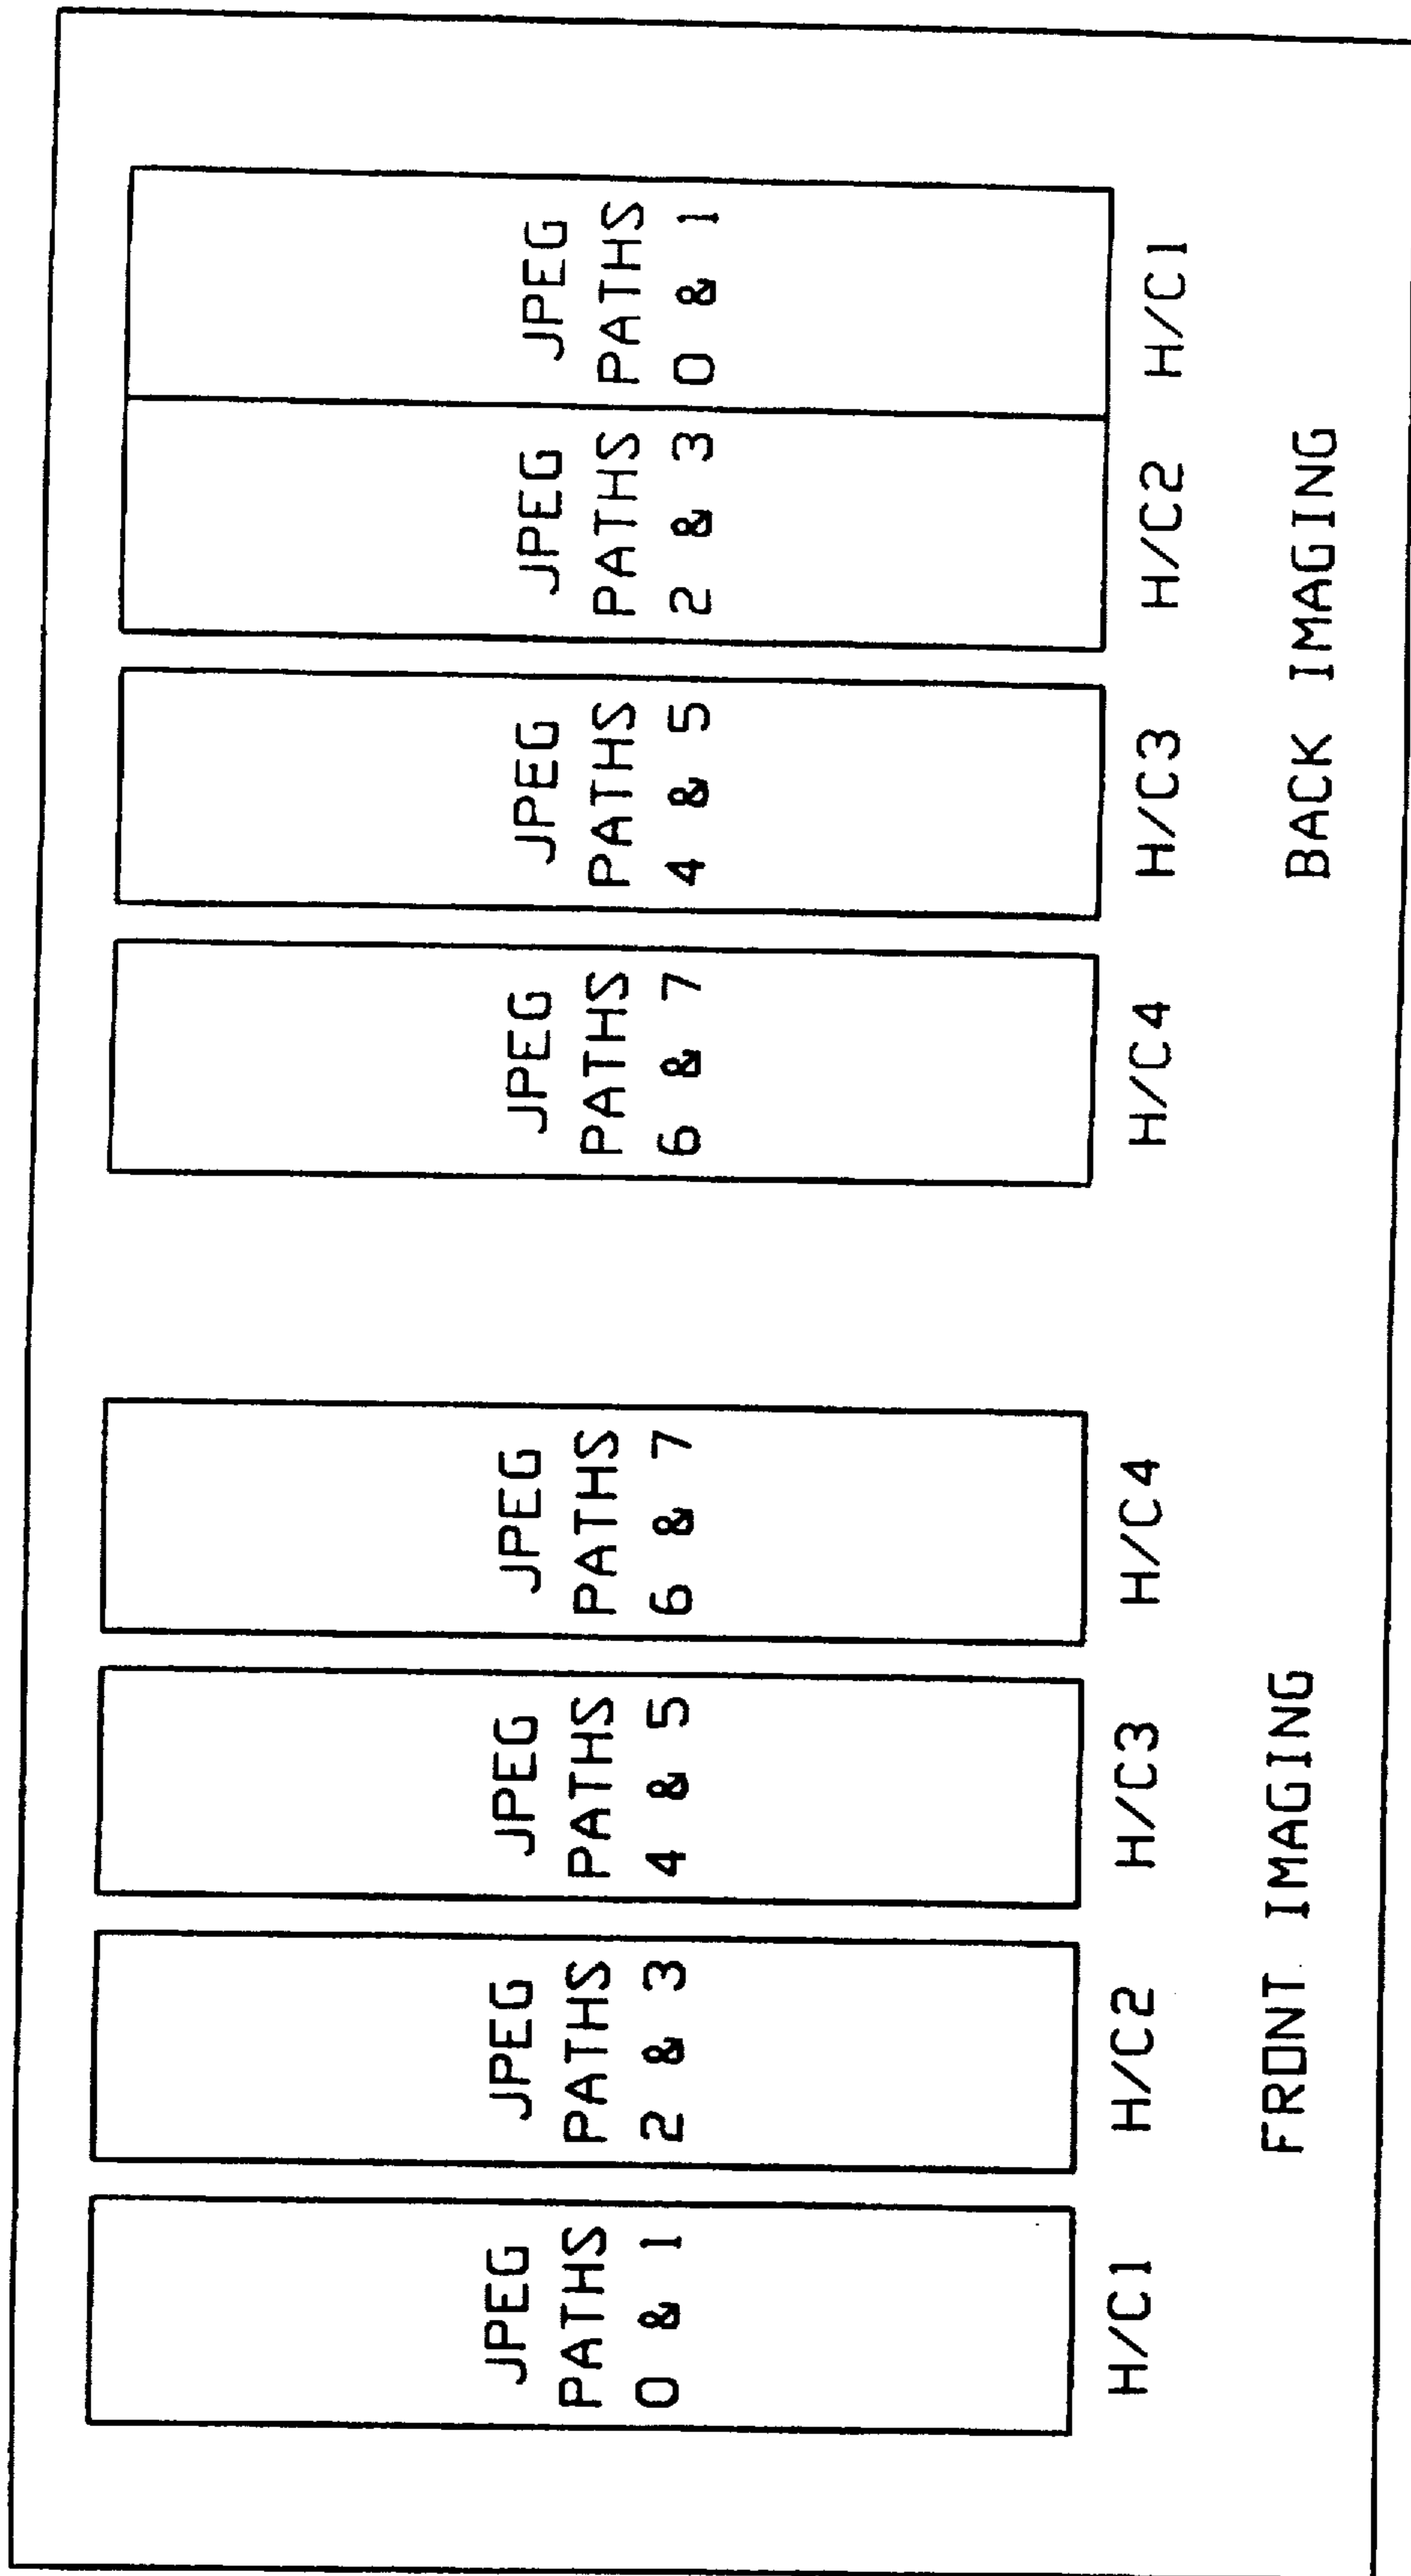 JPEG
PATHS
0 & 1
JPEG
PATHS
2 & 3
JPEG
PATHS
4 & 5
JPEG
PATHS
6 & 7
JPEG
PATHS
6 & 7
JPEG
PATHS
4 & 5
JPEG
PATHS
2 & 3
JPEG
PATHS
0 & 1
H/C1 H/C2 H/C3 H/C4 H/C4 H/C3 H/C2 H/C1
FRONT IMAGING BACK IMAGING